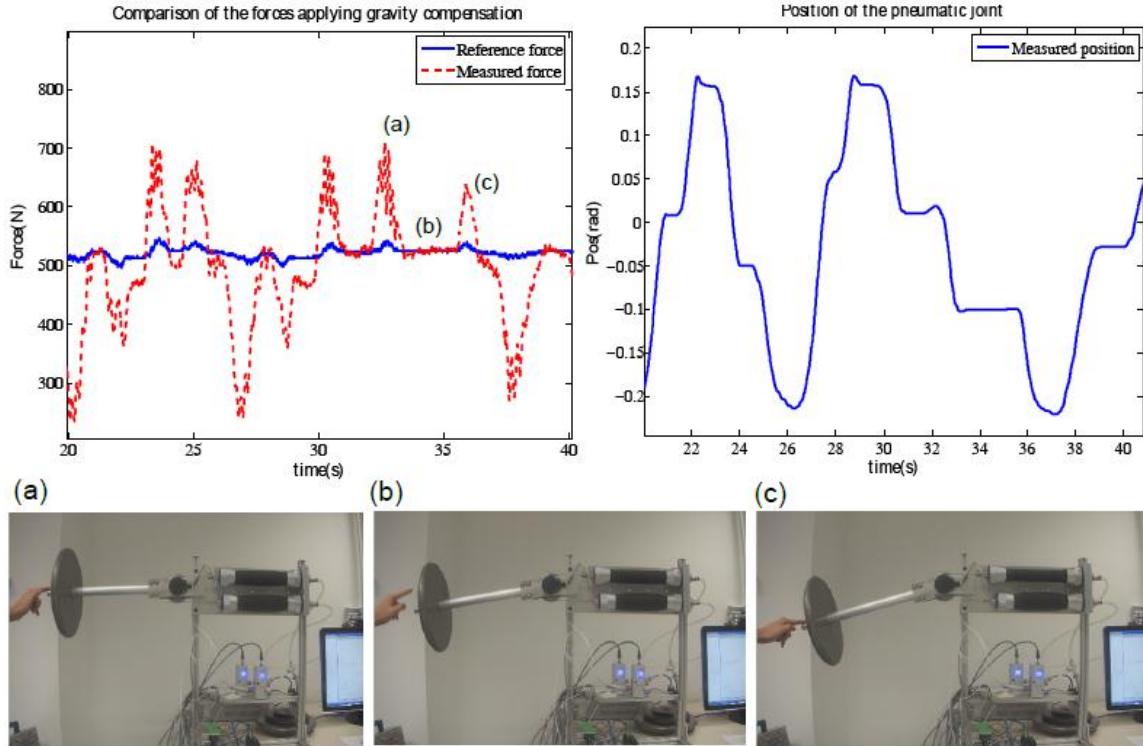 Comparison of the forces applying gravity compensation
Reference force
Measured force
800
700
600
500
400
300
Force(N)
(a)
(c)
(b)
20 25 30 35 40
time(s)
Position of the pneumatic joint
Measured position
0.2
0.15
0.1
0.05
0
−0.05
−0.1
−0.15
−0.2
Pos(rad)
22 24 26 28 30 32 34 36 38 40
time(s)
(a)
(b)
(c)